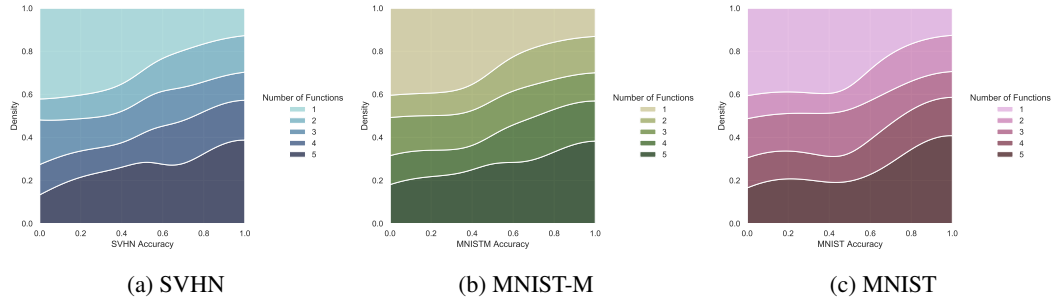 1.0
0.8
0.6
0.4
0.2
0.0
Density
0.0 0.2 0.4 0.6 0.8 1.0
SVHN Accuracy
Number of Functions
1
2
3
4
5
(a) SVHN
1.0
0.8
0.6
0.4
0.2
0.0
Density
0.0 0.2 0.4 0.6 0.8 1.0
MNISTM Accuracy
Number of Functions
1
2
3
4
5
(b) MNIST-M
1.0
0.8
0.6
0.4
0.2
0.0
Density
0.0 0.2 0.4 0.6 0.8 1.0
MNIST Accuracy
Number of Functions
1
2
3
4
5
(c) MNIST